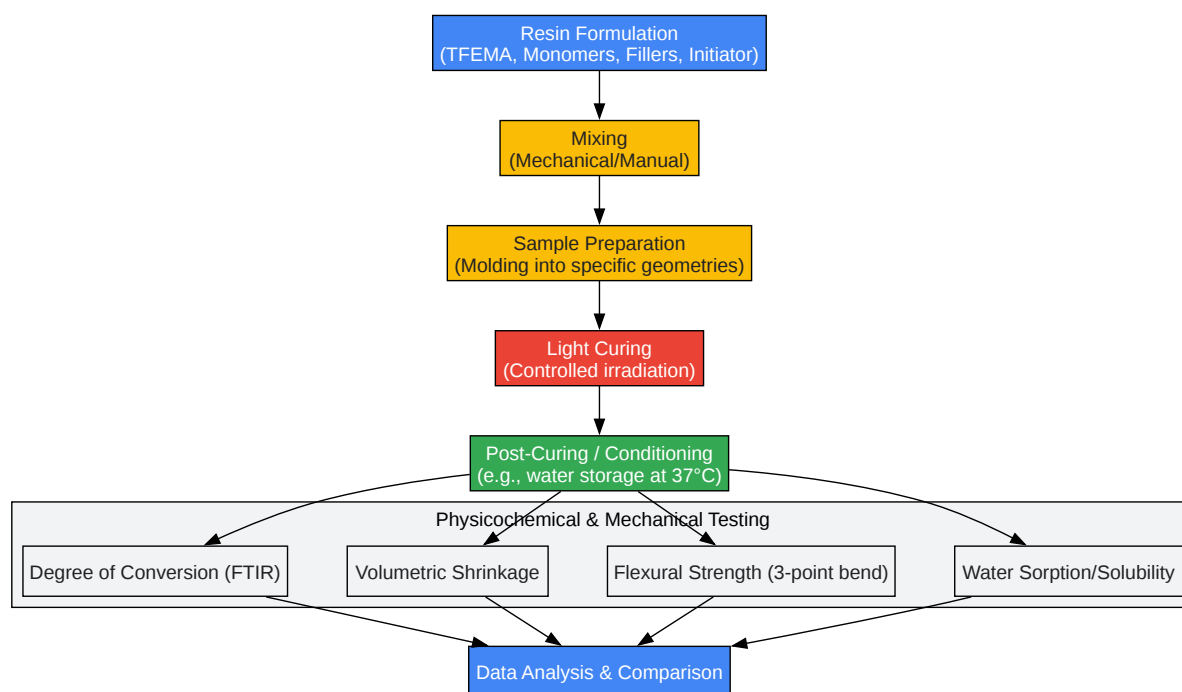 Resin Formulation
(TFEMA, Monomers, Fillers, Initiator)
Mixing
(Mechanical/Manual)
Sample Preparation
(Molding into specific geometries)
Light Curing
(Controlled irradiation)
Post-Curing / Conditioning
(e.g., water storage at 37°C)
Physicochemical & Mechanical Testing
Degree of Conversion (FTIR)
Volumetric Shrinkage
Flexural Strength (3-point bend)
Water Sorption/Solubility
Data Analysis & Comparison